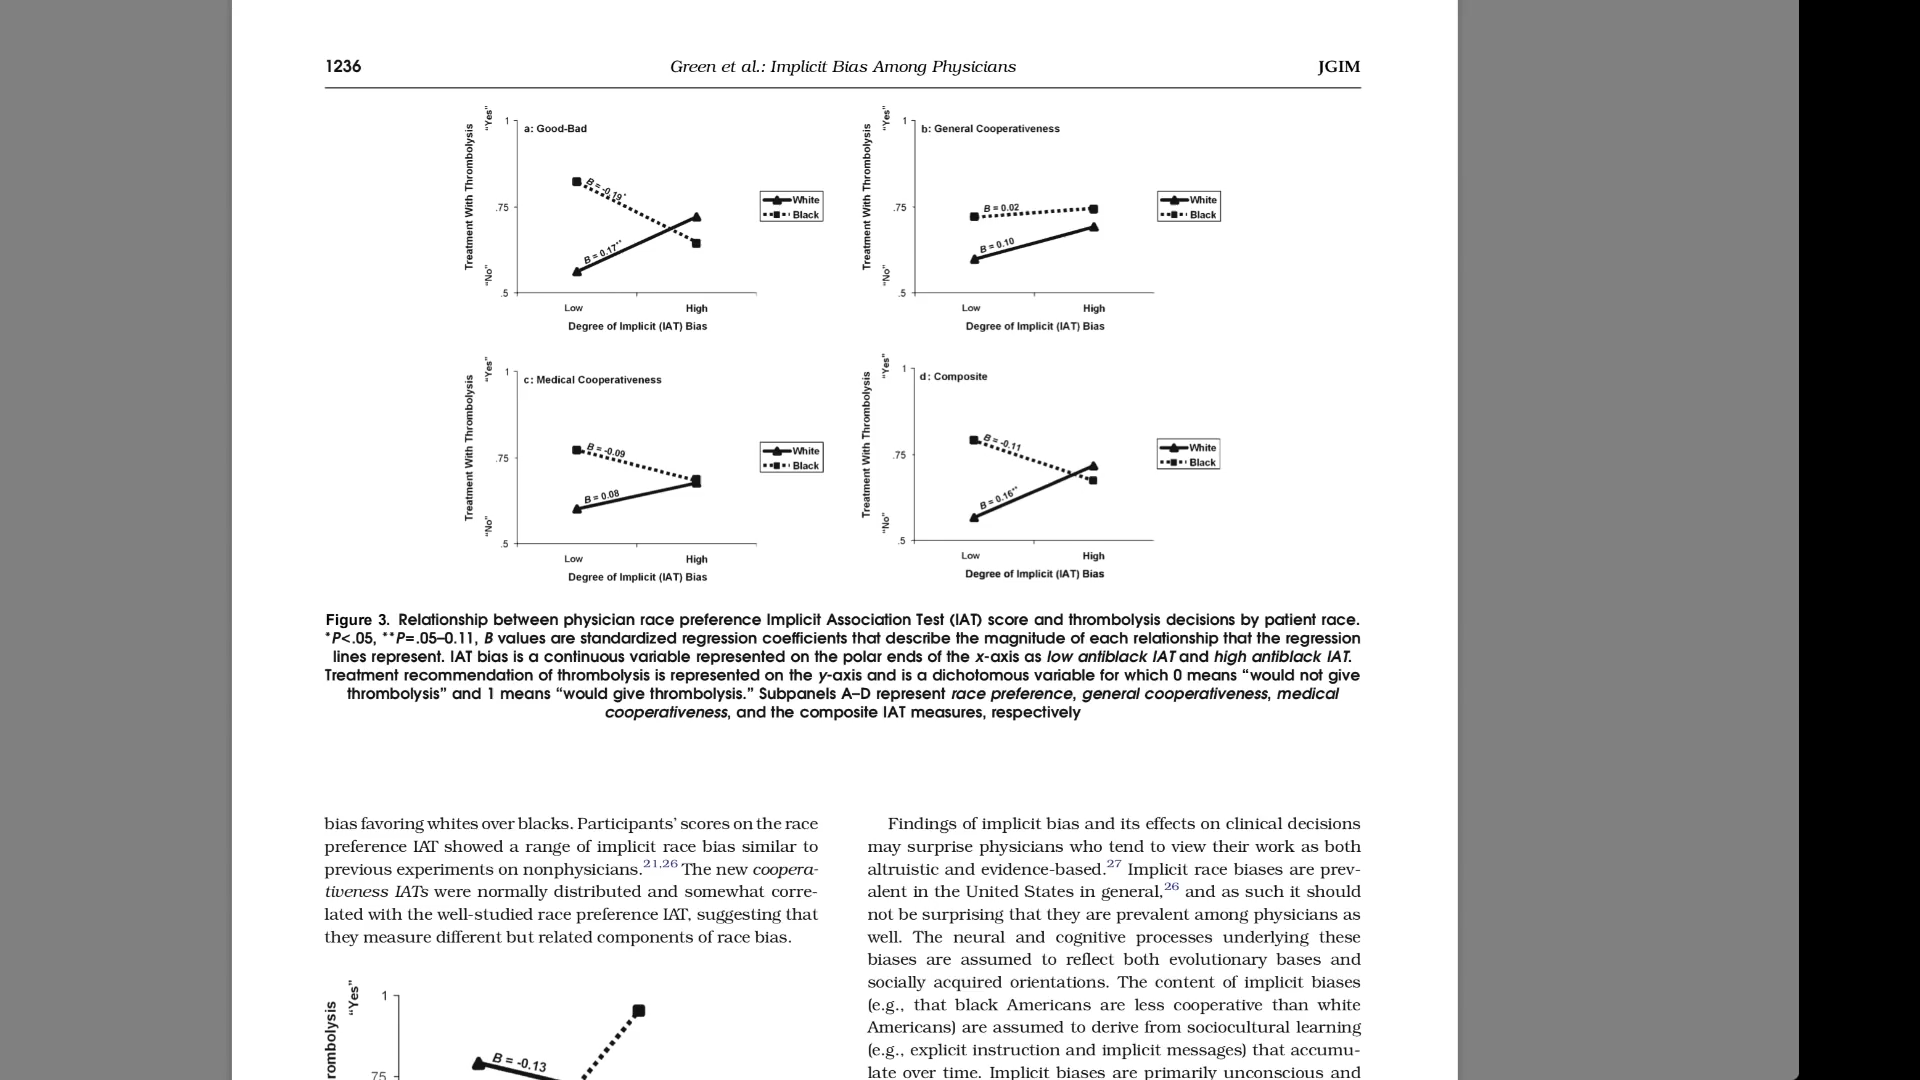 1236
Green et al.: Implicit Bias Among Physicians
JGIM
Treatment With Thrombolysis
"No"
"Yes"
1
.75
.5
a: Good-Bad
B = -0.19*
B = 0.17**
White
Black
Low
High
Degree of Implicit (IAT) Bias
Treatment With Thrombolysis
"No"
"Yes"
1
.75
.5
b: General Cooperativeness
B = 0.02
B = 0.10
White
Black
Low
High
Degree of Implicit (IAT) Bias
Treatment With Thrombolysis
"No"
"Yes"
1
.75
.5
c: Medical Cooperativeness
B = -0.09
B = 0.08
White
Black
Low
High
Degree of Implicit (IAT) Bias
Treatment With Thrombolysis
"No"
"Yes"
1
.75
.5
d: Composite
B = -0.11
B = 0.16**
White
Black
Low
High
Degree of Implicit (IAT) Bias
Figure 3. Relationship between physician race preference Implicit Association Test (IAT) score and thrombolysis decisions by patient race.
*P<.05, **P=.05–0.11, B values are standardized regression coefficients that describe the magnitude of each relationship that the regression
lines represent. IAT bias is a continuous variable represented on the polar ends of the x-axis as low antiblack IAT and high antiblack IAT.
Treatment recommendation of thrombolysis is represented on the y-axis and is a dichotomous variable for which 0 means “would not give
thrombolysis” and 1 means “would give thrombolysis.” Subpanels A–D represent race preference, general cooperativeness, medical
cooperativeness, and the composite IAT measures, respectively
bias favoring whites over blacks. Participants’ scores on the race
preference IAT showed a range of implicit race bias similar to
previous experiments on nonphysicians.21,26 The new coopera-
tiveness IATs were normally distributed and somewhat corre-
lated with the well-studied race preference IAT, suggesting that
they measure different but related components of race bias.
rombolysis
"Yes"
1
.75
B = -0.13
Findings of implicit bias and its effects on clinical decisions
may surprise physicians who tend to view their work as both
altruistic and evidence-based.27 Implicit race biases are prev-
alent in the United States in general,26 and as such it should
not be surprising that they are prevalent among physicians as
well. The neural and cognitive processes underlying these
biases are assumed to reflect both evolutionary bases and
socially acquired orientations. The content of implicit biases
(e.g., that black Americans are less cooperative than white
Americans) are assumed to derive from sociocultural learning
(e.g., explicit instruction and implicit messages) that accumu-
late over time. Implicit biases are primarily unconscious and